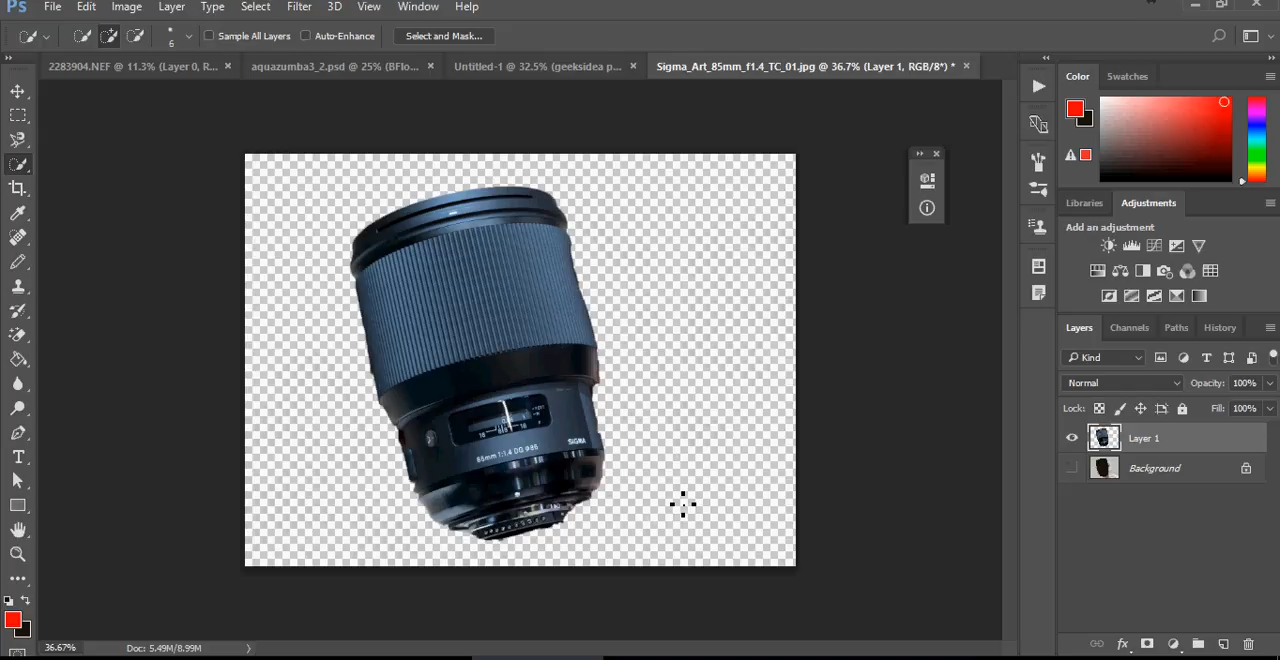 Ps File Edit Image Layer Type Select Filter 3D View Window Help
6 Sample All Layers Auto-Enhance Select and Mask...
2283904.NEF @ 11.3% (Layer 0, R... × aquazumba3_2.psd @ 25% (BFlo... × Untitled-1 @ 32.5% (geeksidea p... × Sigma_Art_85mm_f1.4_TC_01.jpg @ 36.7% (Layer 1, RGB/8*) * ×
Color Swatches
Libraries Adjustments
Add an adjustment
Layers Channels Paths History
Kind
Normal Opacity: 100%
Lock: Fill: 100%
Layer 1
Background
SIGMA
85mm 1:1.4 DG
36.67% Doc: 5.49M/8.99M
fx